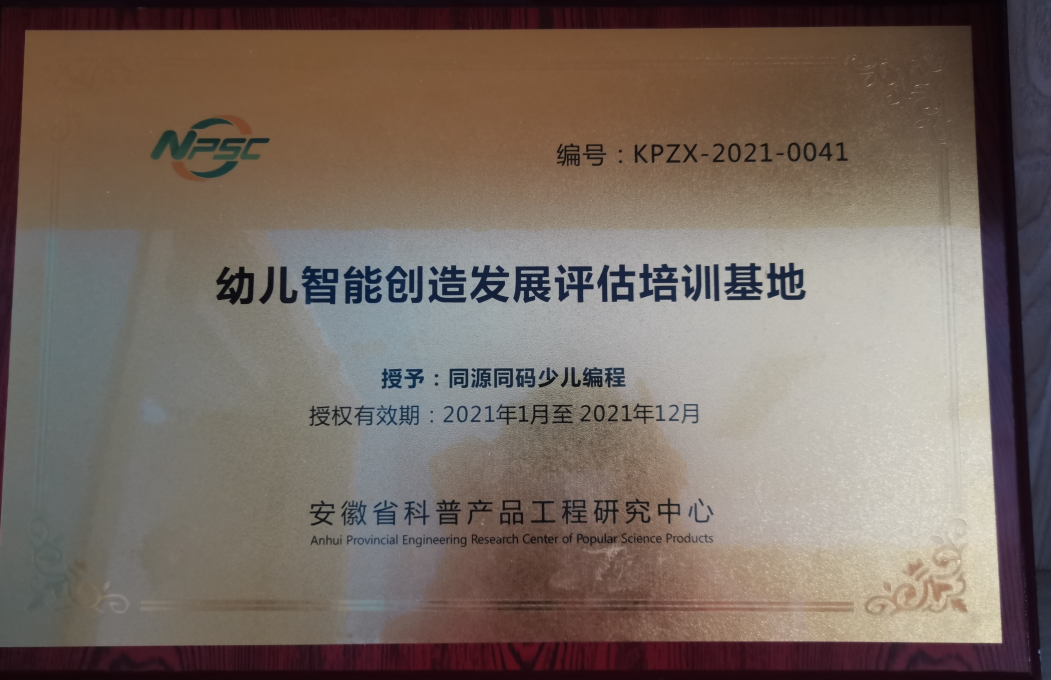 NPSC
编号：KPZX-2021-0041
幼儿智能创造发展评估培训基地
授予：同源同码少儿编程
授权有效期：2021年1月至2021年12月
安徽省科普产品工程研究中心
Anhui Provincial Engineering Research Center of Popular Science Products